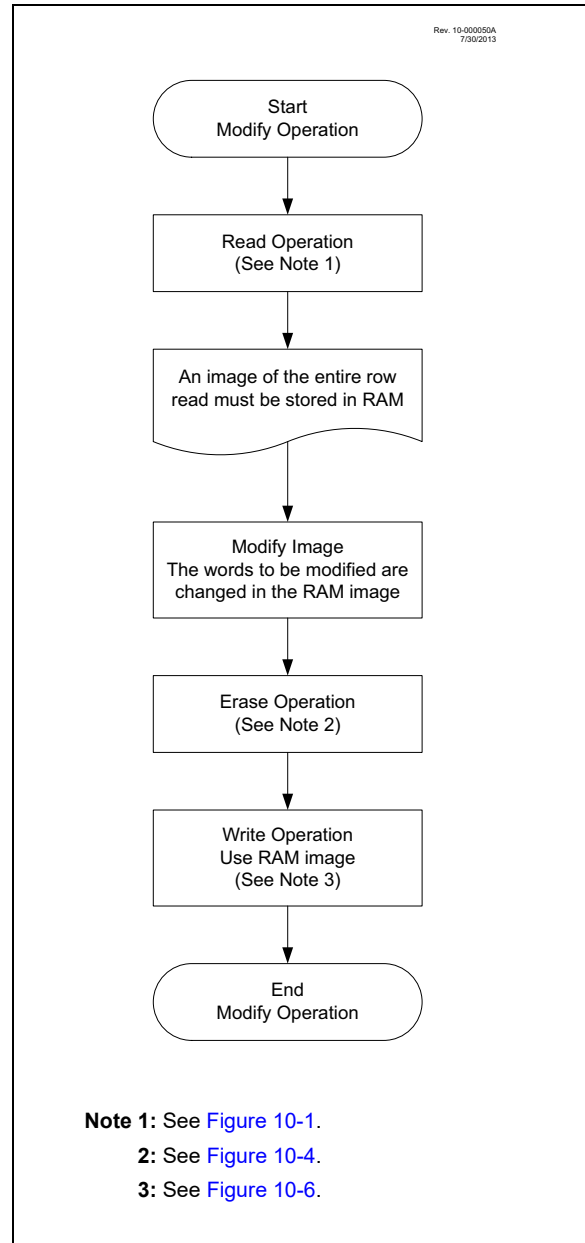 Rev. 10-000050A
7/30/2013
Start
Modify Operation
Read Operation
(See Note 1)
An image of the entire row
read must be stored in RAM
Modify Image
The words to be modified are
changed in the RAM image
Erase Operation
(See Note 2)
Write Operation
Use RAM image
(See Note 3)
End
Modify Operation
Note 1: See Figure 10-1.
2: See Figure 10-4.
3: See Figure 10-6.